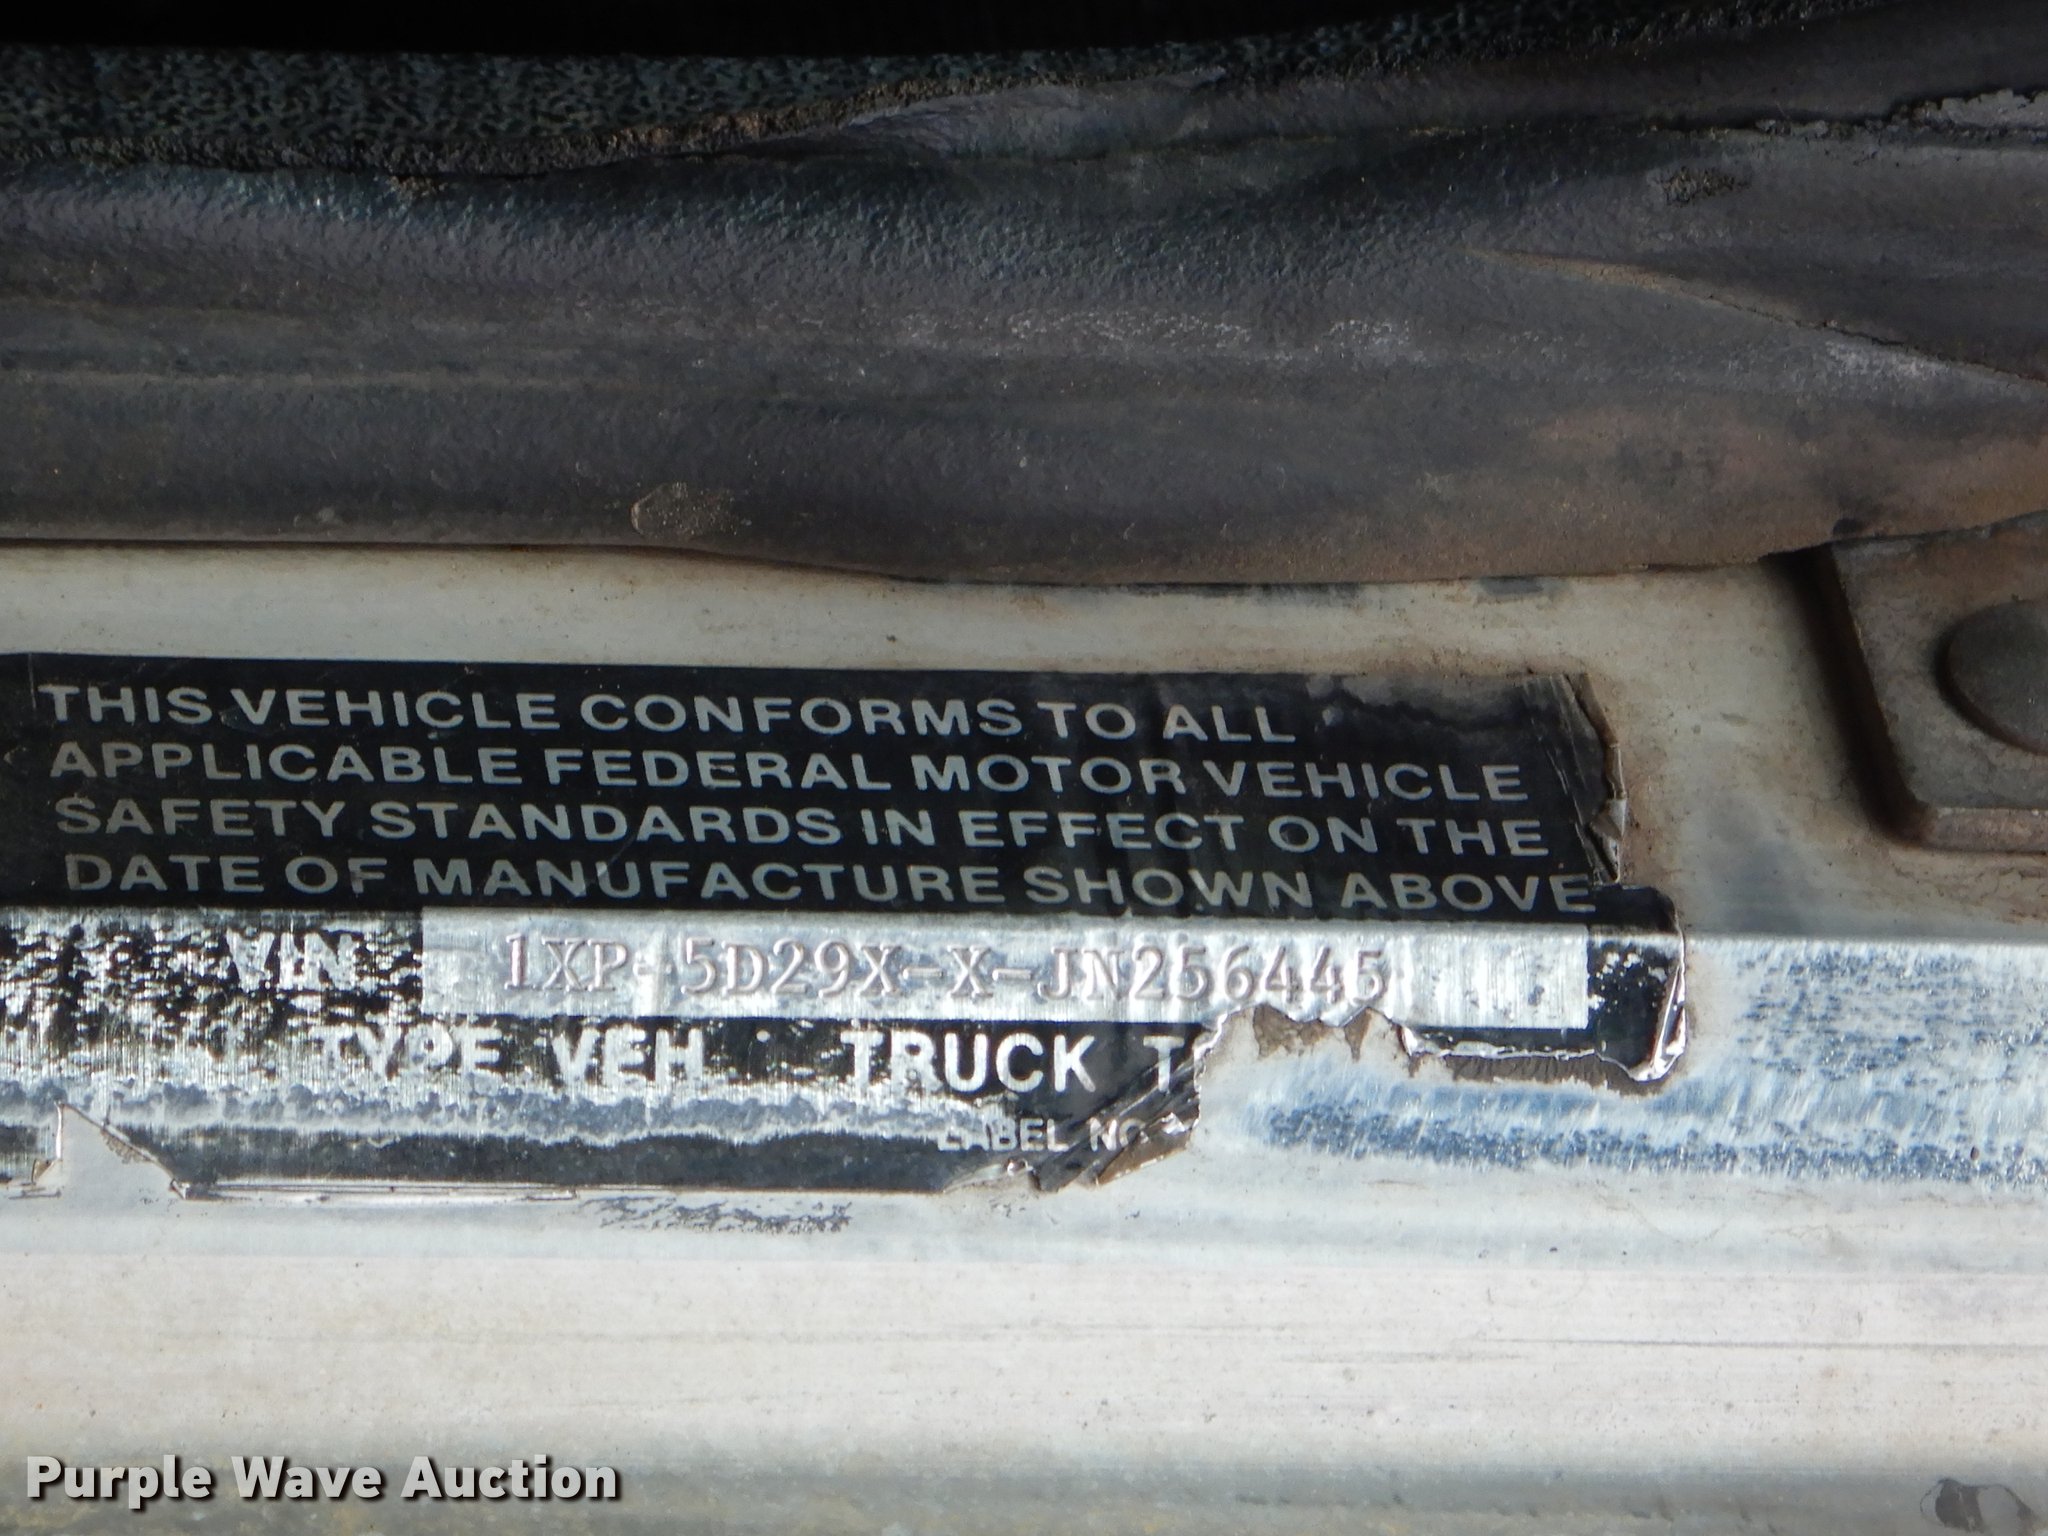 THIS VEHICLE CONFORMS TO ALL
APPLICABLE FEDERAL MOTOR VEHICLE
SAFETY STANDARDS IN EFFECT ON THE
DATE OF MANUFACTURE SHOWN ABOVE
VIN 1XP-5D29X-X-JN256445
TYPE VEH TRUCK
LABEL NO
Purple Wave Auction